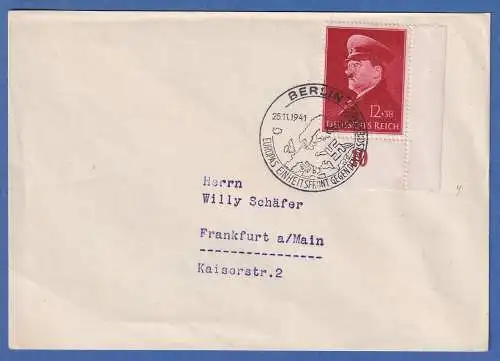 12+38
DEUTSCHES REICH
BERLIN
25.11.1941
EUROPAS EINHEITSFRONT GEGEN DEN
Herrn
Willy Schäfer
Frankfurt a/Main
Kaiserstr.2